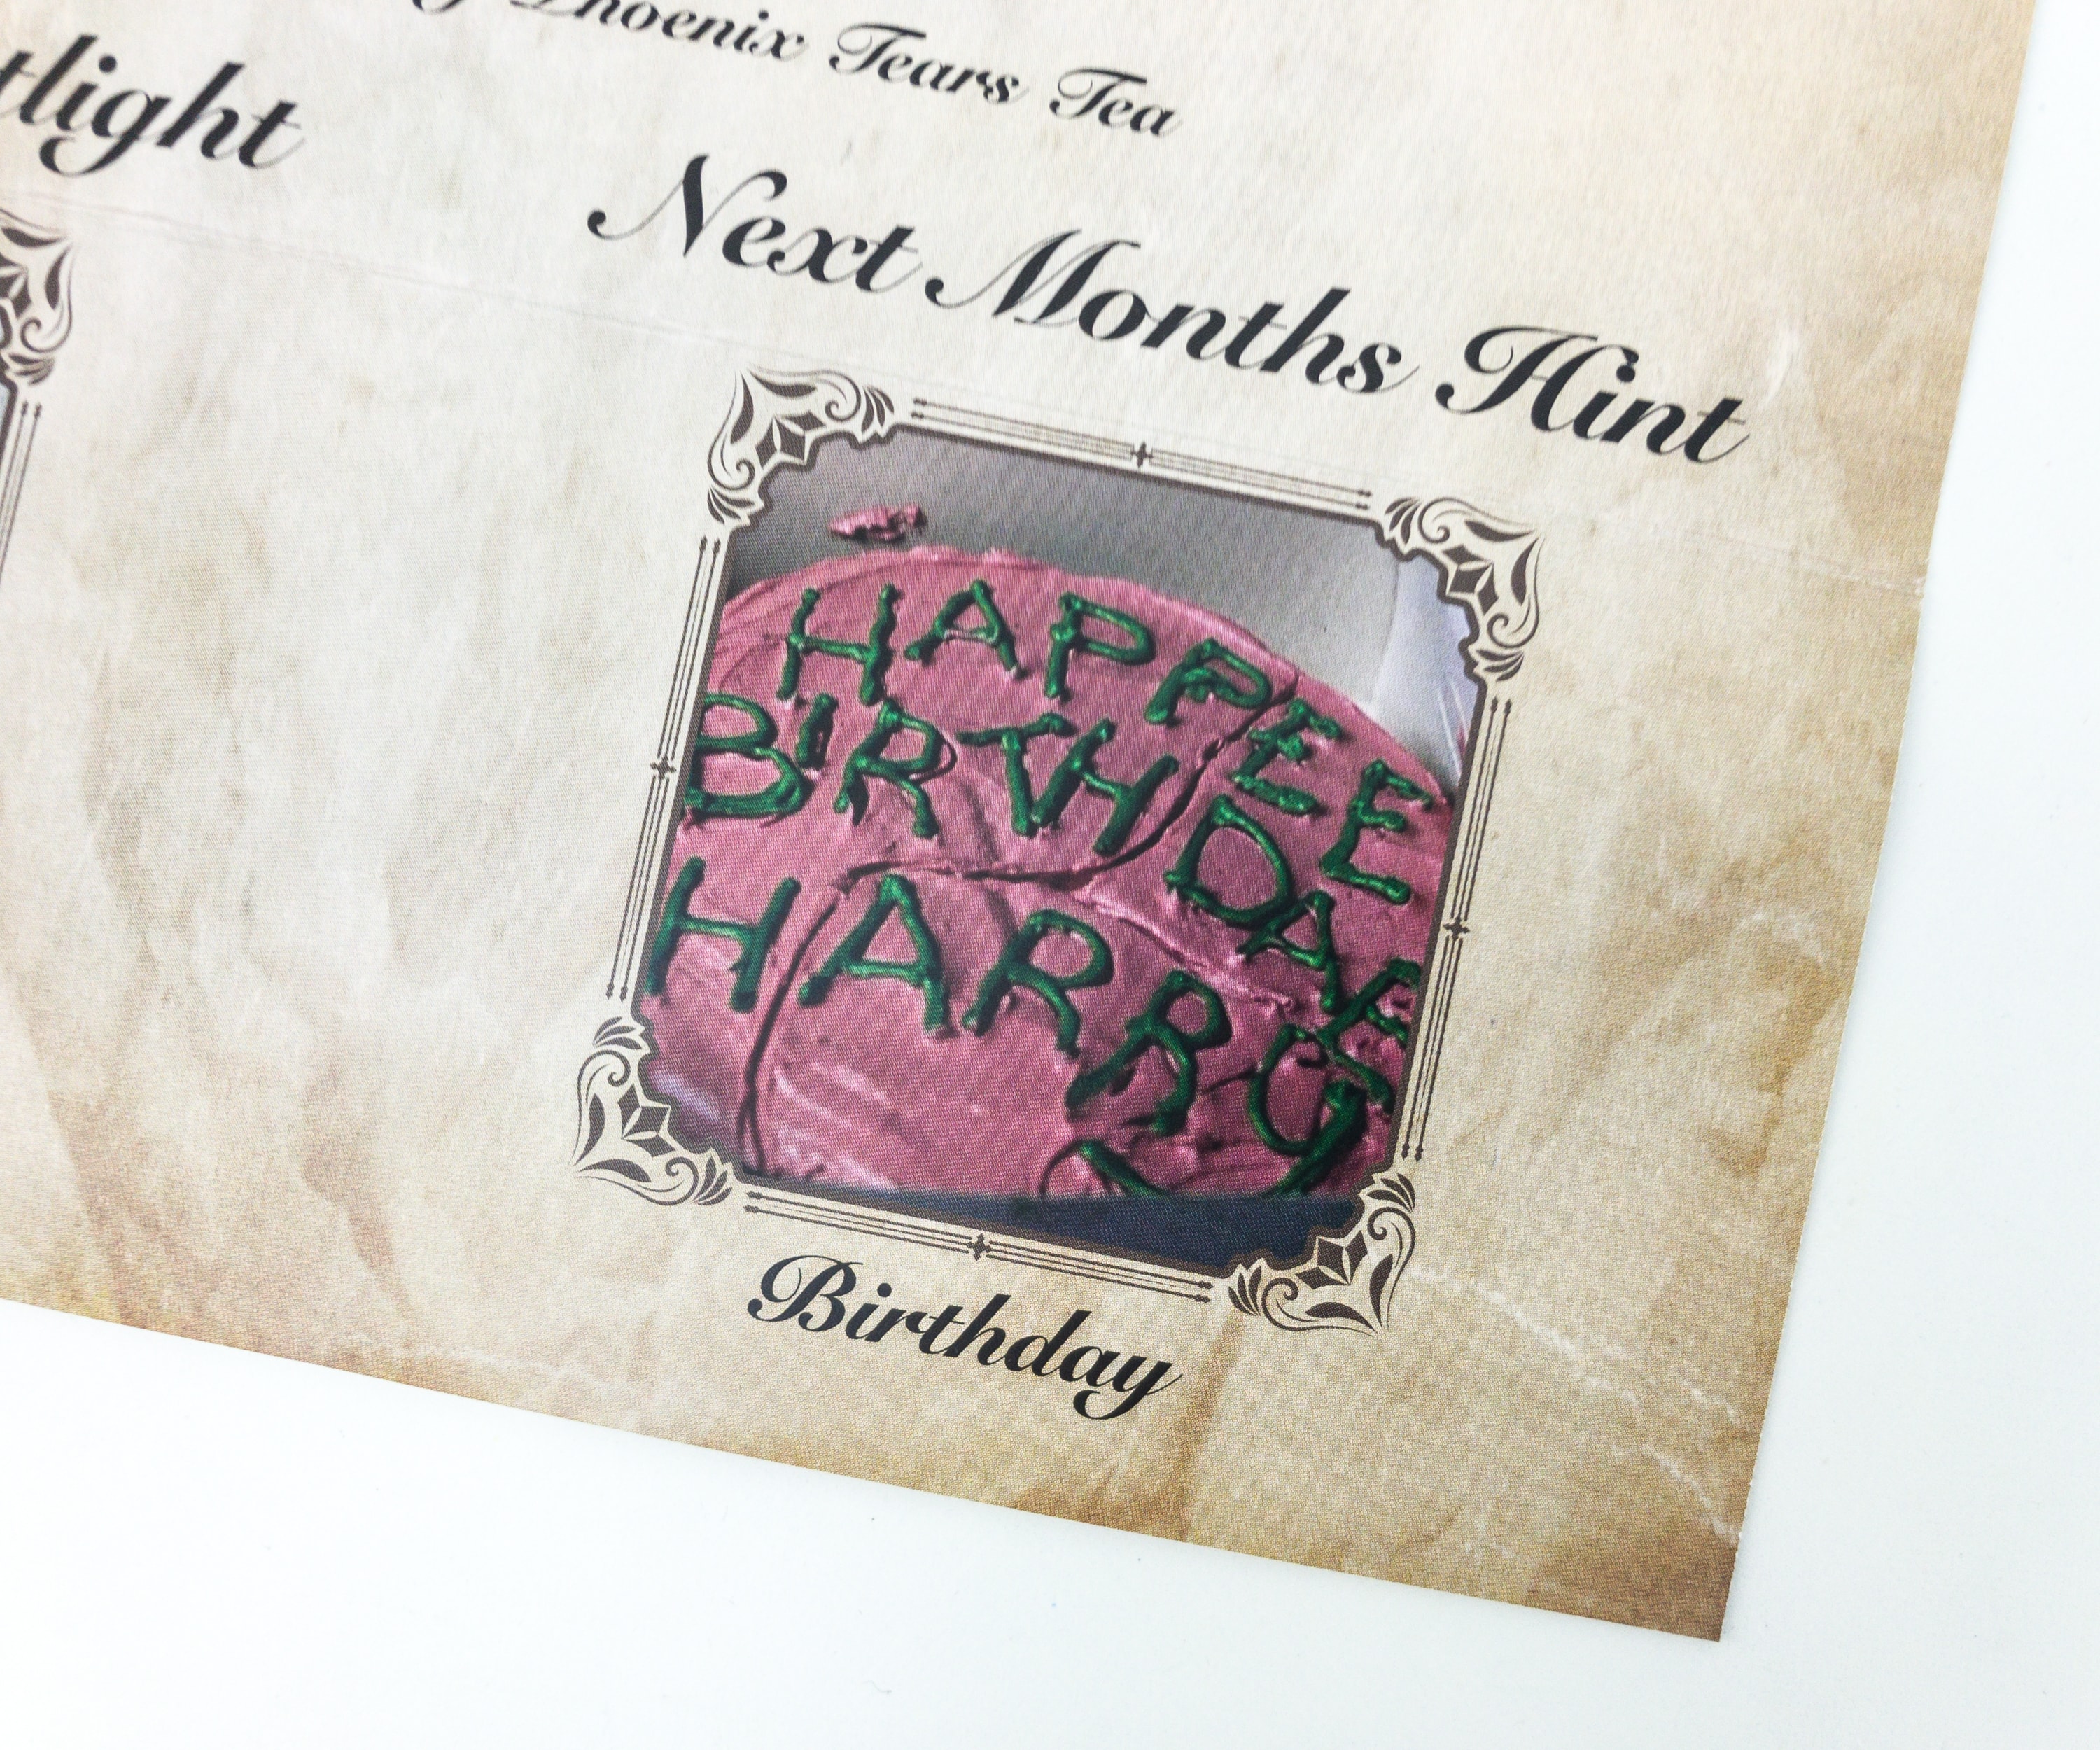 Phoenix Tears Tea
tlight
Next Months Hint
HAPPEE
BIRTHDAE
HARRY
Birthday